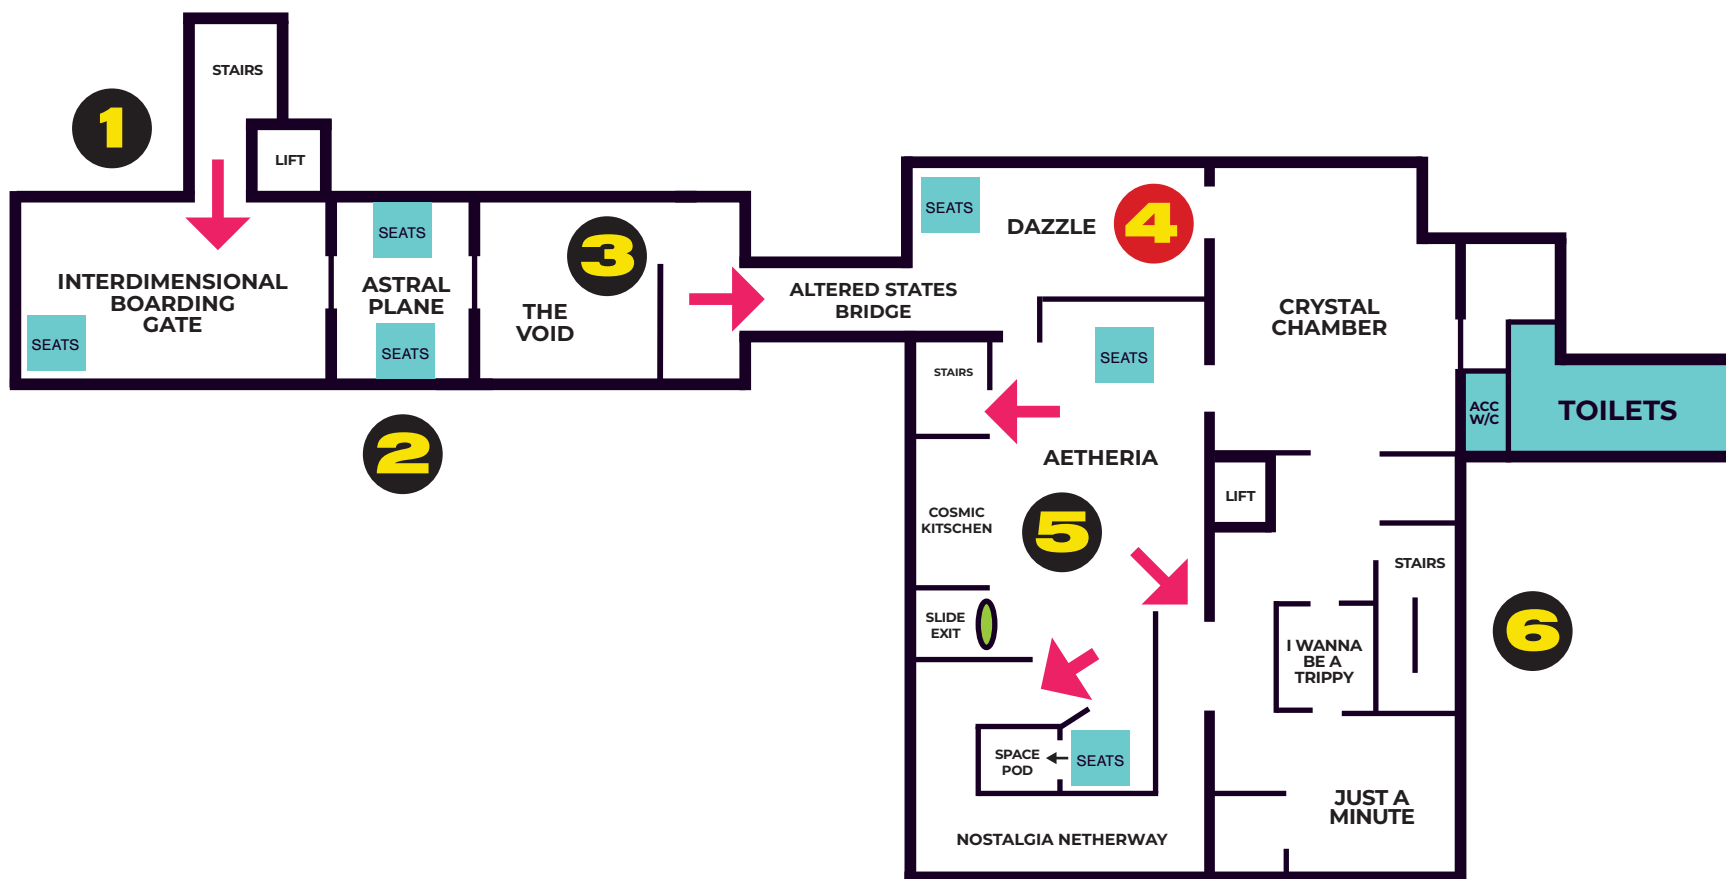 STAIRS
1
LIFT
INTERDIMENSIONAL
BOARDING
GATE
SEATS
SEATS
ASTRAL
PLANE
SEATS
2
3
THE
VOID
ALTERED STATES
BRIDGE
SEATS
DAZZLE
4
CRYSTAL
CHAMBER
ACC
W/C
TOILETS
STAIRS
SEATS
AETHERIA
COSMIC
KITSCHEN
5
LIFT
SLIDE
EXIT
STAIRS
I WANNA
BE A
TRIPPY
6
SPACE
POD
SEATS
JUST A
MINUTE
NOSTALGIA NETHERWAY